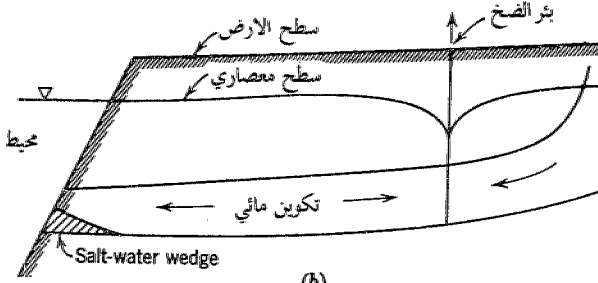 بئر الضخ
سطح الارض
سطح معصاري
محيط
تكوين مائي
Salt-water wedge
(b)